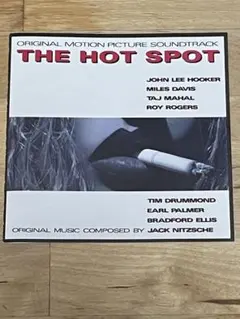 ORIGINAL MOTION PICTURE SOUNDTRACK
THE HOT SPOT
JOHN LEE HOOKER
MILES DAVIS
TAJ MAHAL
ROY ROGERS
TIM DRUMMOND
EARL PALMER
BRADFORD ELLIS
ORIGINAL MUSIC COMPOSED BY JACK NITZSCHE